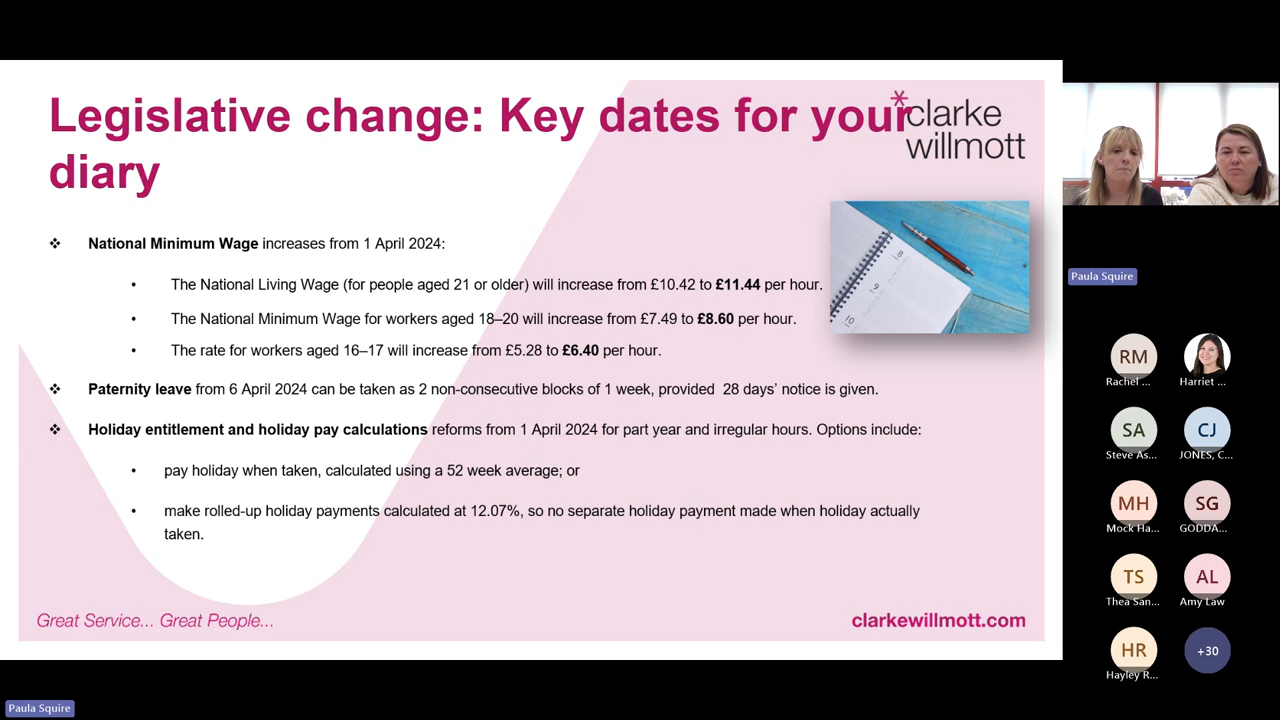 Legislative change: Key dates for your
diary
*clarke
willmott
❖ National Minimum Wage increases from 1 April 2024:
• The National Living Wage (for people aged 21 or older) will increase from £10.42 to £11.44 per hour.
• The National Minimum Wage for workers aged 18–20 will increase from £7.49 to £8.60 per hour.
• The rate for workers aged 16–17 will increase from £5.28 to £6.40 per hour.
❖ Paternity leave from 6 April 2024 can be taken as 2 non-consecutive blocks of 1 week, provided 28 days' notice is given.
❖ Holiday entitlement and holiday pay calculations reforms from 1 April 2024 for part year and irregular hours. Options include:
• pay holiday when taken, calculated using a 52 week average; or
• make rolled-up holiday payments calculated at 12.07%, so no separate holiday payment made when holiday actually
taken.
8
9
10
Great Service... Great People...
clarkewillmott.com
Paula Squire
RM
Rachel ...
Harriet ...
SA
Steve As...
CJ
JONES, C...
MH
Mock Ha...
SG
GODDA...
TS
Thea San...
AL
Amy Law
HR
Hayley R...
+30
Paula Squire